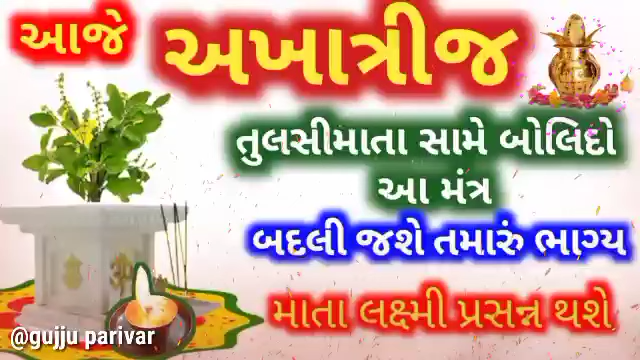 આજે અખાત્રીજ
તુલસીમાતા સામે બોલિદો
આ મંત્ર
બદલી જશે તમારું ભાગ્ય
માતા લક્ષ્મી પ્રસન્ન થશે
@gujju parivar